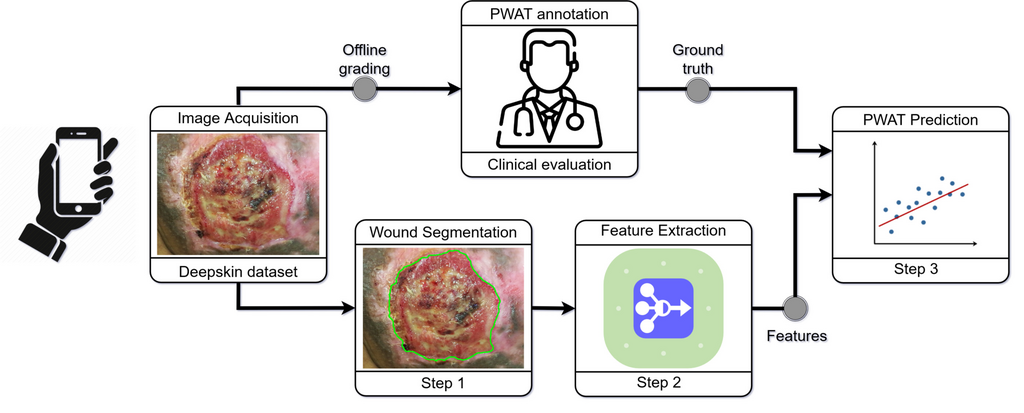 PWAT annotation
Offline
grading
Ground
truth
Image Acquisition
PWAT Prediction
Clinical evaluation
Wound Segmentation
Feature Extraction
Deepskin dataset
Step 3
Features
Step 1
Step 2